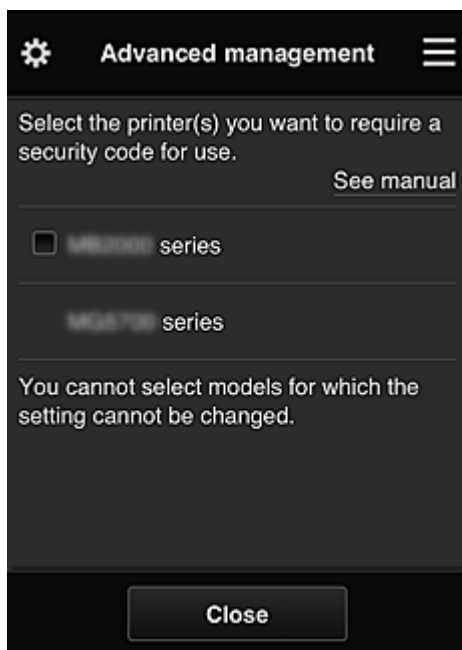 Advanced management
Select the printer(s) you want to require a
security code for use.
See manual
series
series
You cannot select models for which the
setting cannot be changed.
Close